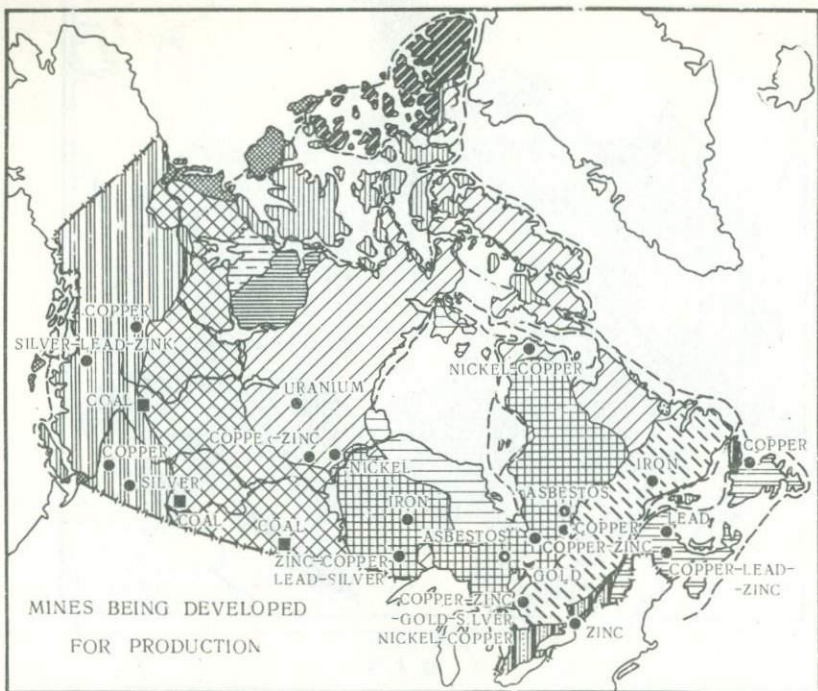 COPPER
SILVER-LEAD-ZINK
NICKEL-COPPER
COAL
URANIUM
COPPE-ZINC
COPPER
NICKEL
COPPER
IRON
SILVER
IRON
ASBESTOS
LEAD
COAL
COAL
ASBESTOS
COPPER
COPPER-ZINC
ZINC-COPPER
LEAD-SILVER
GOLD
COPPER-LEAD-
-ZINC
COPPER-ZINC
-GOLD-SILVER
NICKEL-COPPER
ZINC
MINES BEING DEVELOPED
FOR PRODUCTION